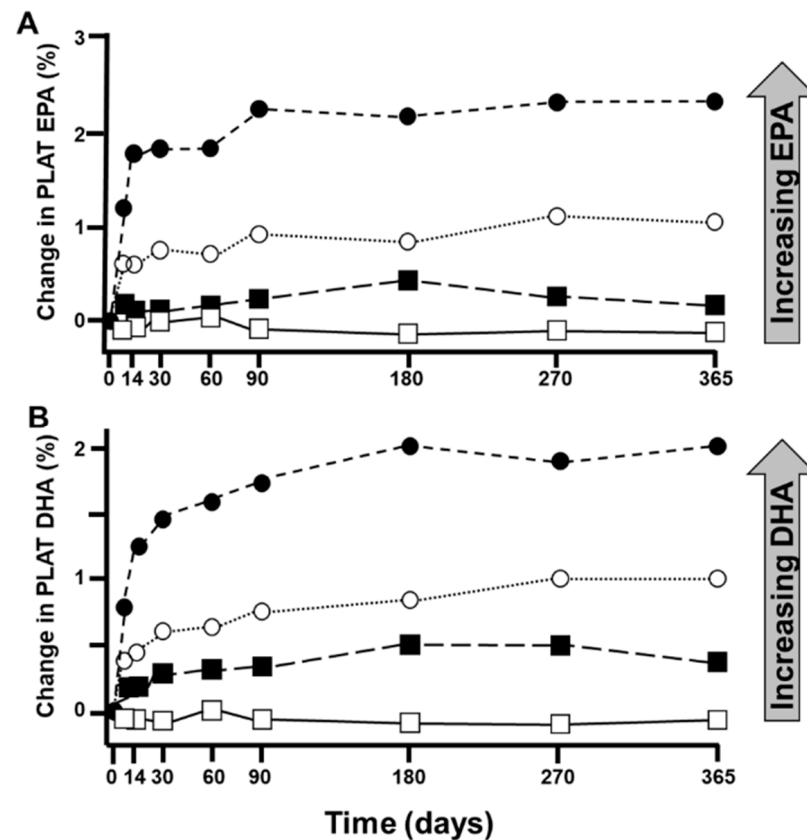 A
Change in PLAT EPA (%)
3
2
1
0
0 14 30 60 90 180 270 365
Increasing EPA
B
Change in PLAT DHA (%)
2
1
0
0 14 30 60 90 180 270 365
Increasing DHA
Time (days)